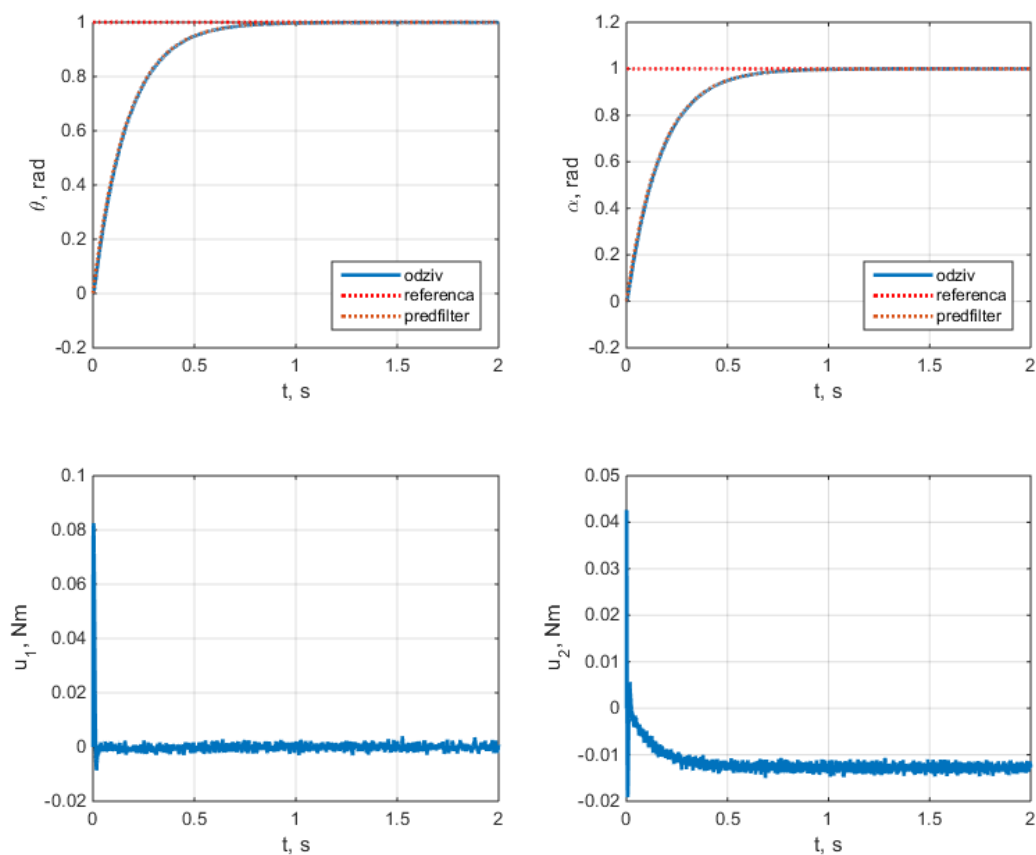 1
0.8
0.6
0.4
0.2
0
-0.2
θ, rad
0 0.5 1 1.5 2
t, s
odziv
referenca
predfilter
1.2
1
0.8
0.6
0.4
0.2
0
-0.2
α, rad
0 0.5 1 1.5 2
t, s
odziv
referenca
predfilter
0.1
0.08
0.06
0.04
0.02
0
-0.02
u₁, Nm
0 0.5 1 1.5 2
t, s
0.05
0.04
0.03
0.02
0.01
0
-0.01
-0.02
u₂, Nm
0 0.5 1 1.5 2
t, s